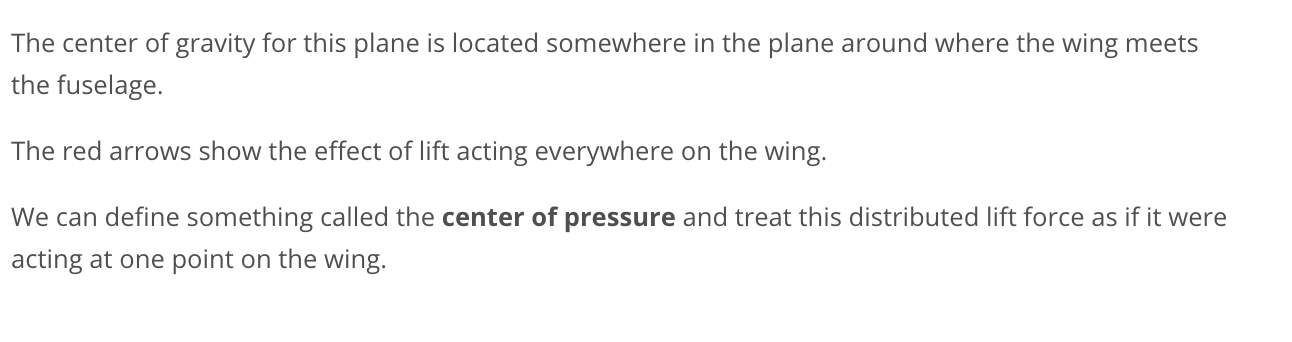 The center of gravity for this plane is located somewhere in the plane around where the wing meets
the fuselage.
The red arrows show the effect of lift acting everywhere on the wing.
We can define something called the center of pressure and treat this distributed lift force as if it were
acting at one point on the wing.